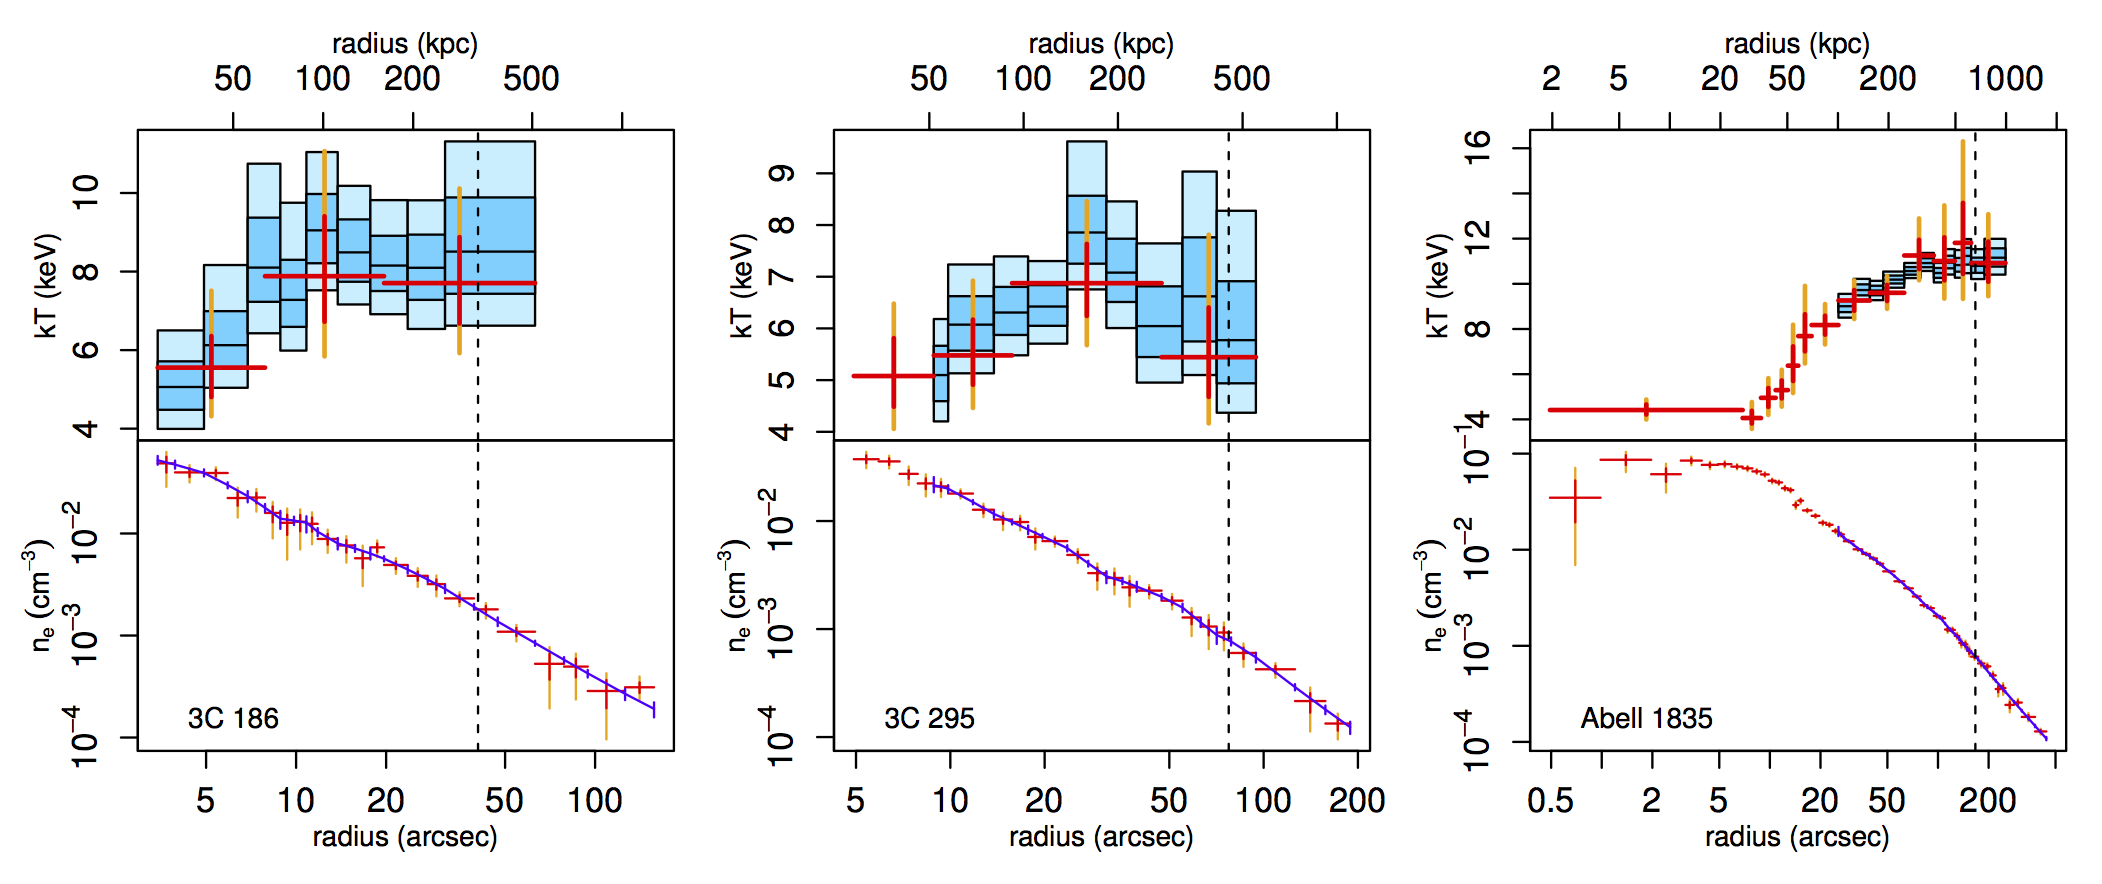 radius (kpc)
50 100 200 500
kT (keV)
10
8
6
4
n_e (cm⁻³)
10⁻²
10⁻³
10⁻⁴
3C 186
5 10 20 50 100
radius (arcsec)
radius (kpc)
50 100 200 500
kT (keV)
9
8
7
6
5
4
n_e (cm⁻³)
10⁻²
10⁻³
10⁻⁴
3C 295
5 10 20 50 100 200
radius (arcsec)
radius (kpc)
2 5 20 50 200 1000
kT (keV)
16
12
8
4
n_e (cm⁻³)
10⁻¹
10⁻²
10⁻³
10⁻⁴
Abell 1835
0.5 2 5 20 50 200
radius (arcsec)